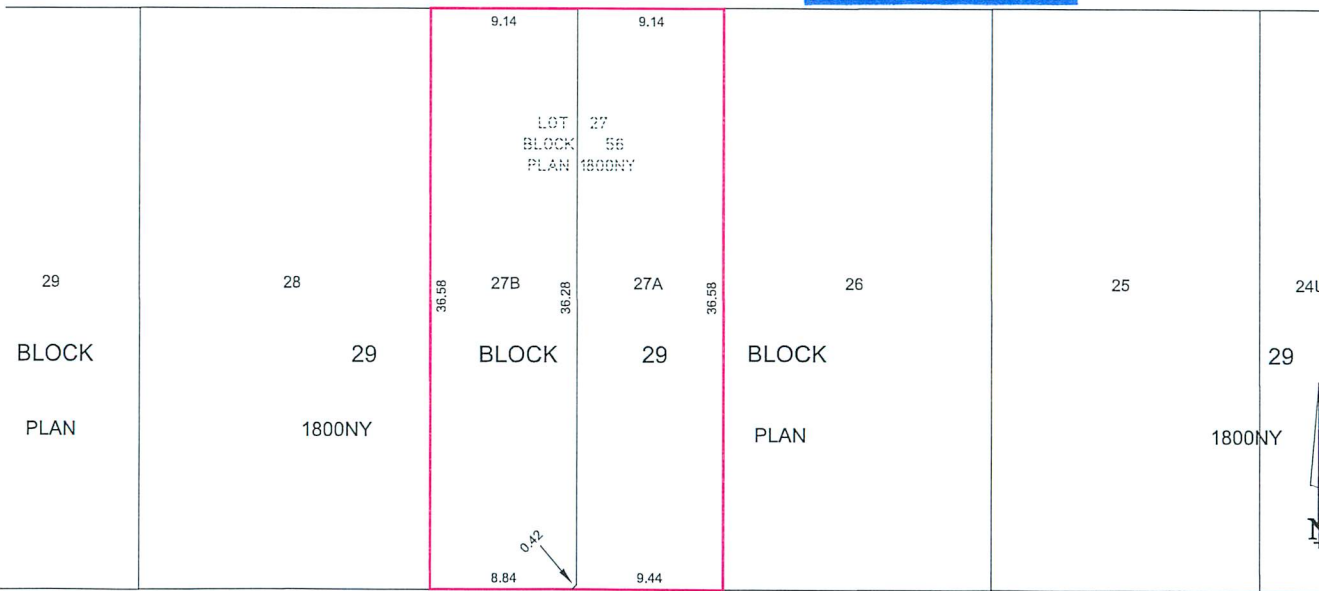 9.14
9.14
LOT 27
BLOCK 56
PLAN 1800NY
29
28
36.58
27B
36.28
27A
36.58
26
25
BLOCK
29
BLOCK
29
BLOCK
29
PLAN
1800NY
PLAN
1800NY
0.42
8.84
9.44